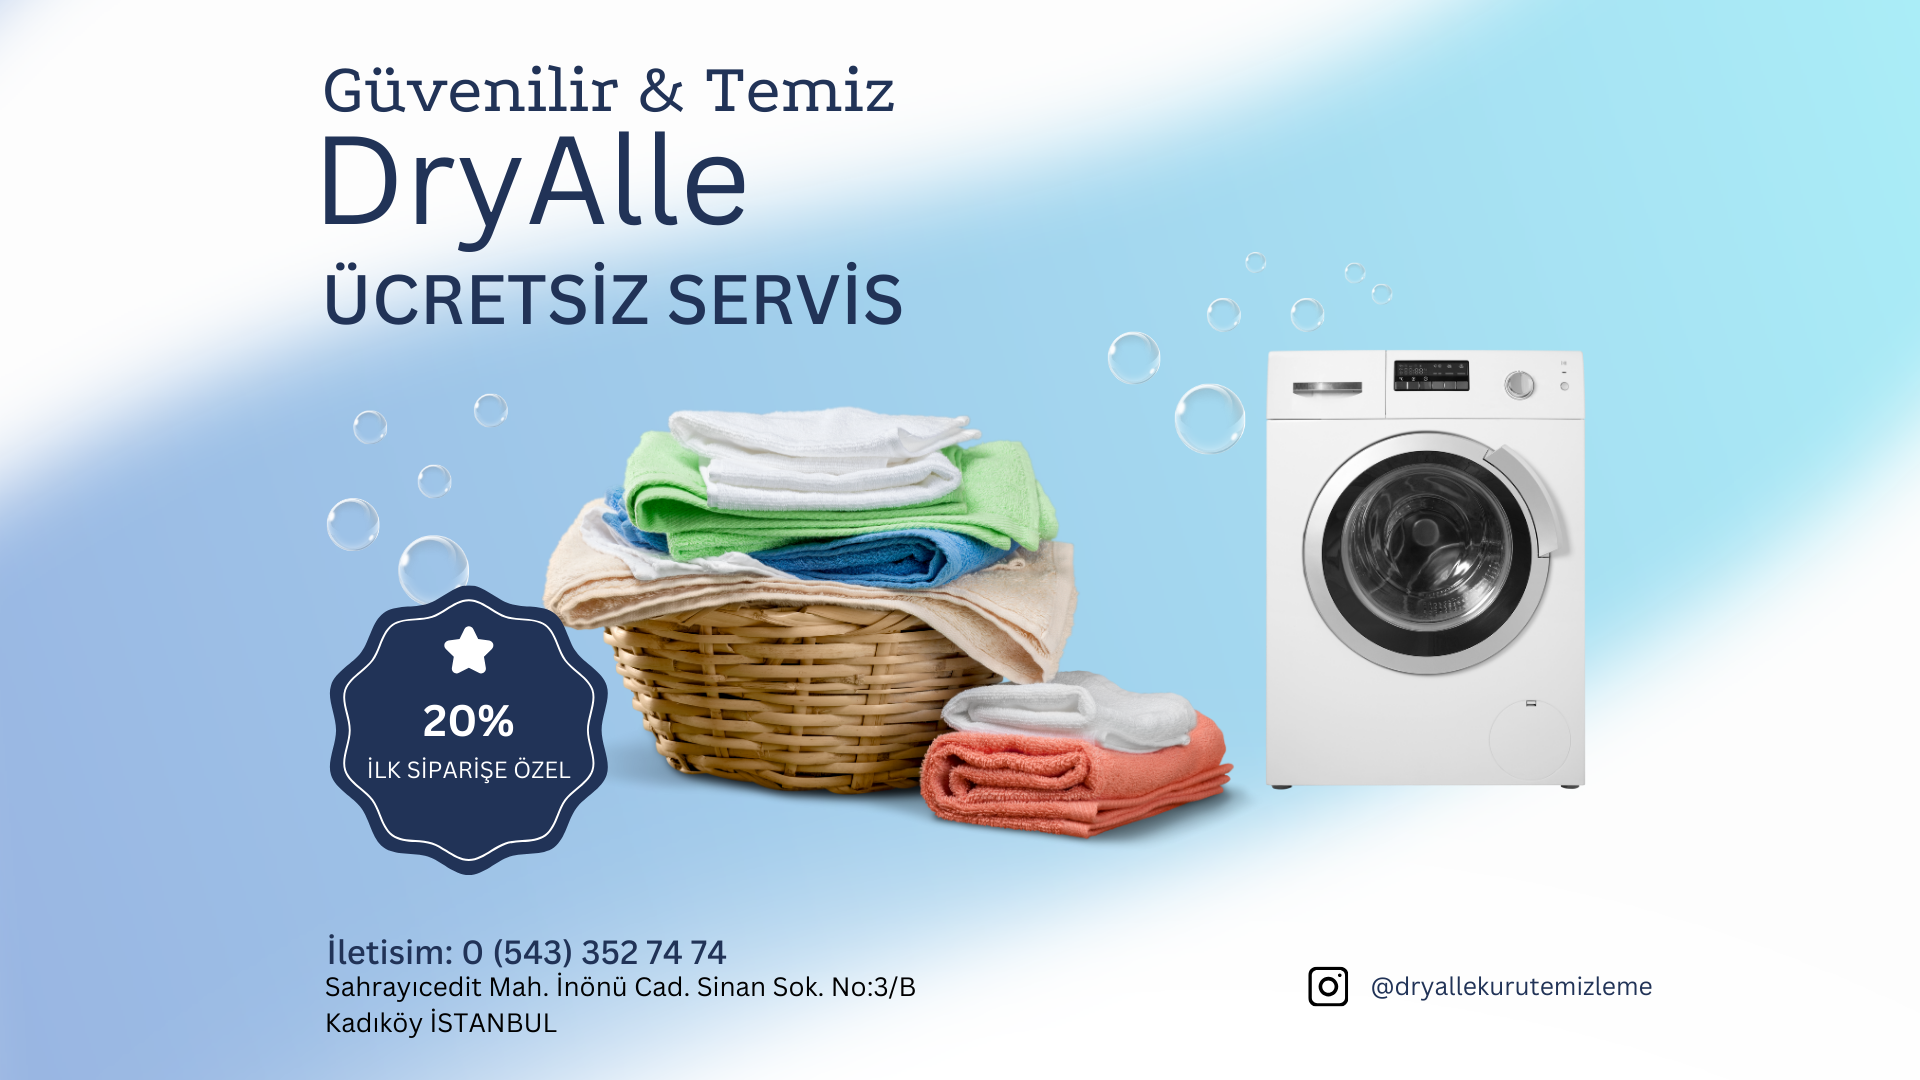 Güvenilir & Temiz
DryAlle
ÜCRETSİZ SERVİS
20%
İLK SİPARİŞE ÖZEL
İletisim: 0 (543) 352 74 74
Sahrayıcedit Mah. İnönü Cad. Sinan Sok. No:3/B
Kadıköy İSTANBUL
@dryallekurutemizleme